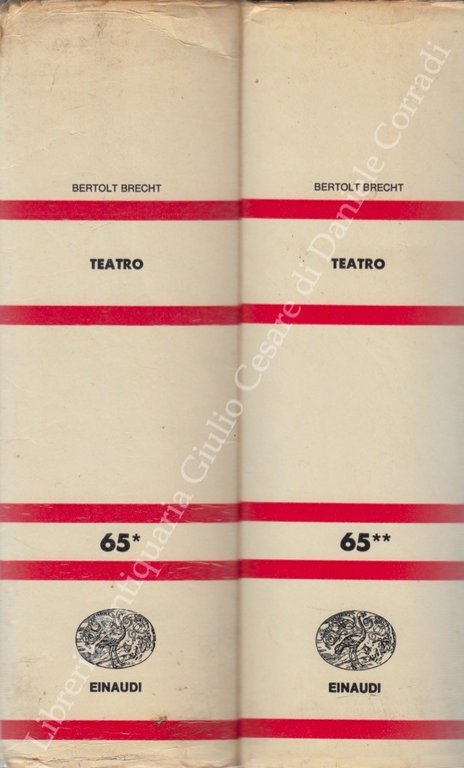 BERTOLT BRECHT
TEATRO
65*
EINAUDI
BERTOLT BRECHT
TEATRO
65**
EINAUDI
Libreria Antiquaria Giulio Cesare di Daniele Corradi